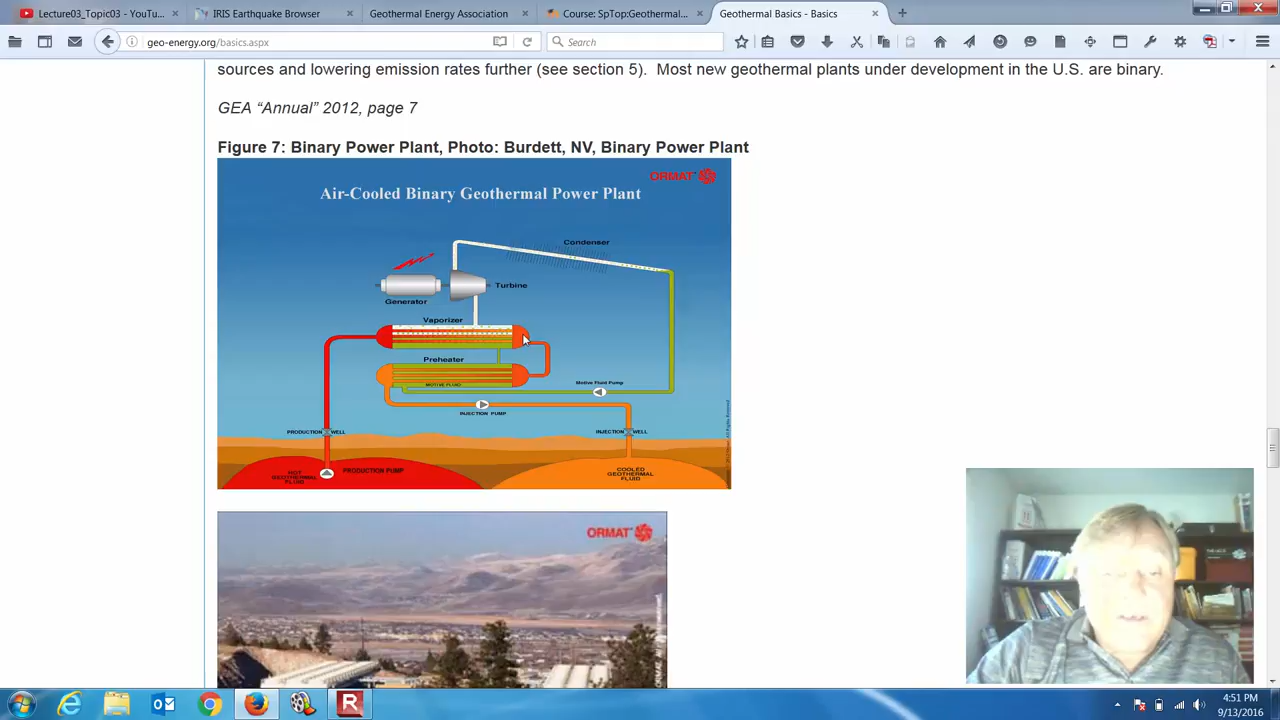 Lecture03_Topic03 - YouTu...
IRIS Earthquake Browser
Geothermal Energy Association
Course: SpTop:Geothermal...
Geothermal Basics - Basics
geo-energy.org/basics.aspx
Search
sources and lowering emission rates further (see section 5). Most new geothermal plants under development in the U.S. are binary.
GEA “Annual” 2012, page 7
Figure 7: Binary Power Plant, Photo: Burdett, NV, Binary Power Plant
ORMAT
Air-Cooled Binary Geothermal Power Plant
Condenser
Turbine
Generator
Vaporizer
Preheater
MOTIVE FLUID
Motive Fluid Pump
INJECTION PUMP
PRODUCTION WELL
INJECTION WELL
HOT GEOTHERMAL FLUID
PRODUCTION PUMP
COOLED GEOTHERMAL FLUID
ORMAT
4:51 PM
9/13/2016